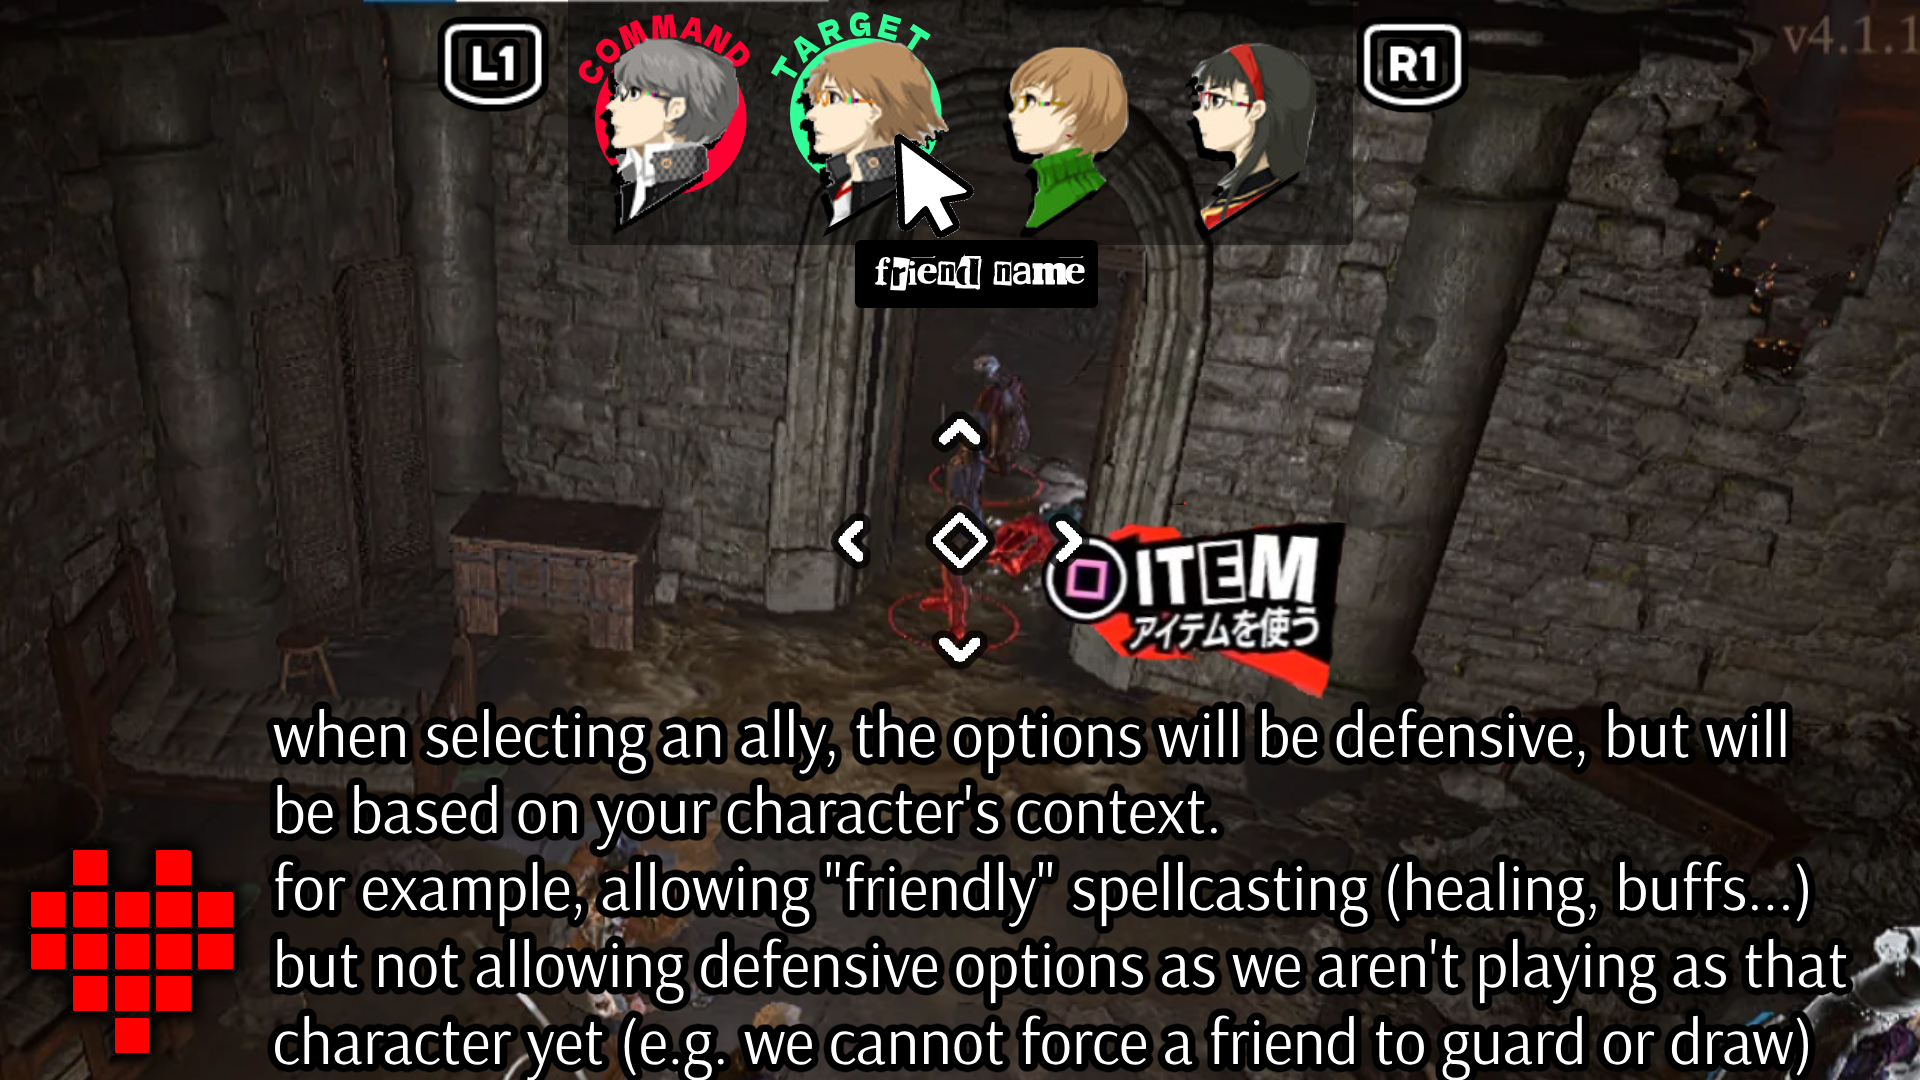 v4.1.1
L1
COMMAND
TARGET
R1
friend name
ITEM
アイテムを使う
when selecting an ally, the options will be defensive, but will
be based on your character's context.
for example, allowing "friendly" spellcasting (healing, buffs...)
but not allowing defensive options as we aren't playing as that
character yet (e.g. we cannot force a friend to guard or draw)